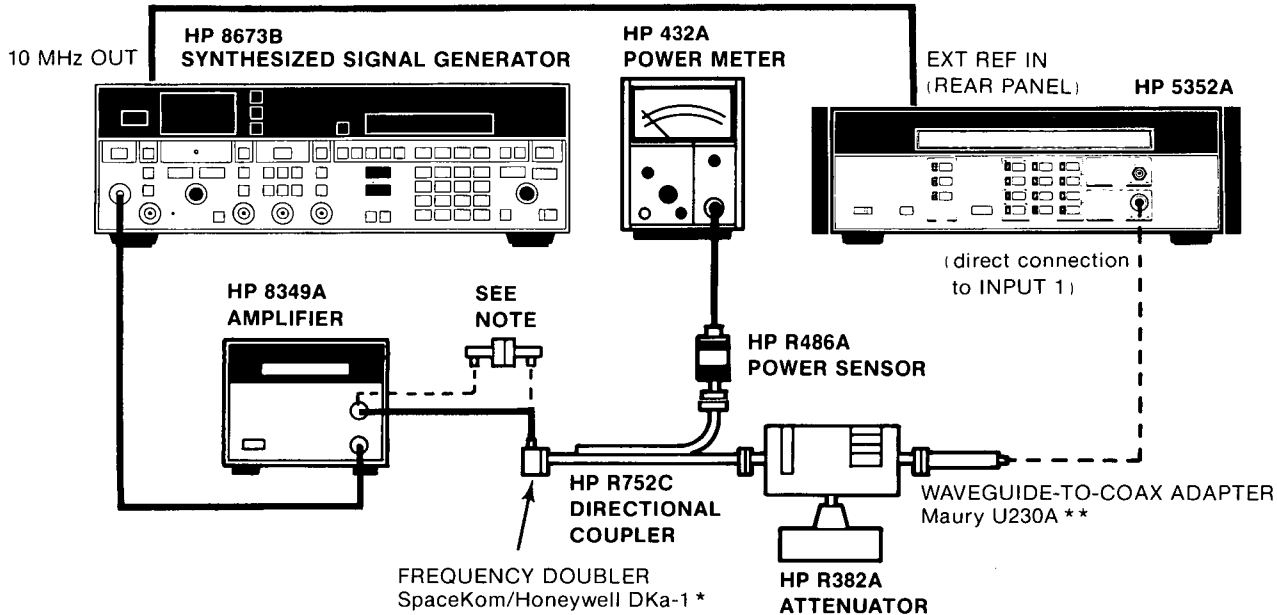 HP 8673B
SYNTHESIZED SIGNAL GENERATOR
10 MHz OUT
HP 432A
POWER METER
EXT REF IN
(REAR PANEL)
HP 5352A
(direct connection
to INPUT 1)
HP 8349A
AMPLIFIER
SEE
NOTE
HP R486A
POWER SENSOR
HP R752C
DIRECTIONAL
COUPLER
WAVEGUIDE-TO-COAX ADAPTER
Maury U230A **
FREQUENCY DOUBLER
SpaceKom/Honeywell DKa-1 *
HP R382A
ATTENUATOR